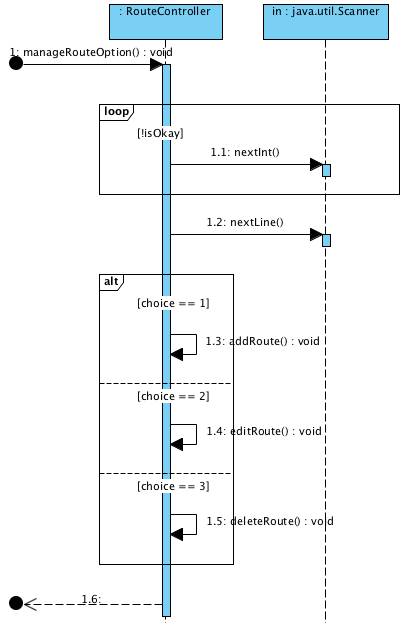 : RouteController
in : java.util.Scanner
1: manageRouteOption() : void
loop
[!isOkay]
1.1: nextInt()
1.2: nextLine()
alt
[choice == 1]
1.3: addRoute() : void
[choice == 2]
1.4: editRoute() : void
[choice == 3]
1.5: deleteRoute() : void
1.6: